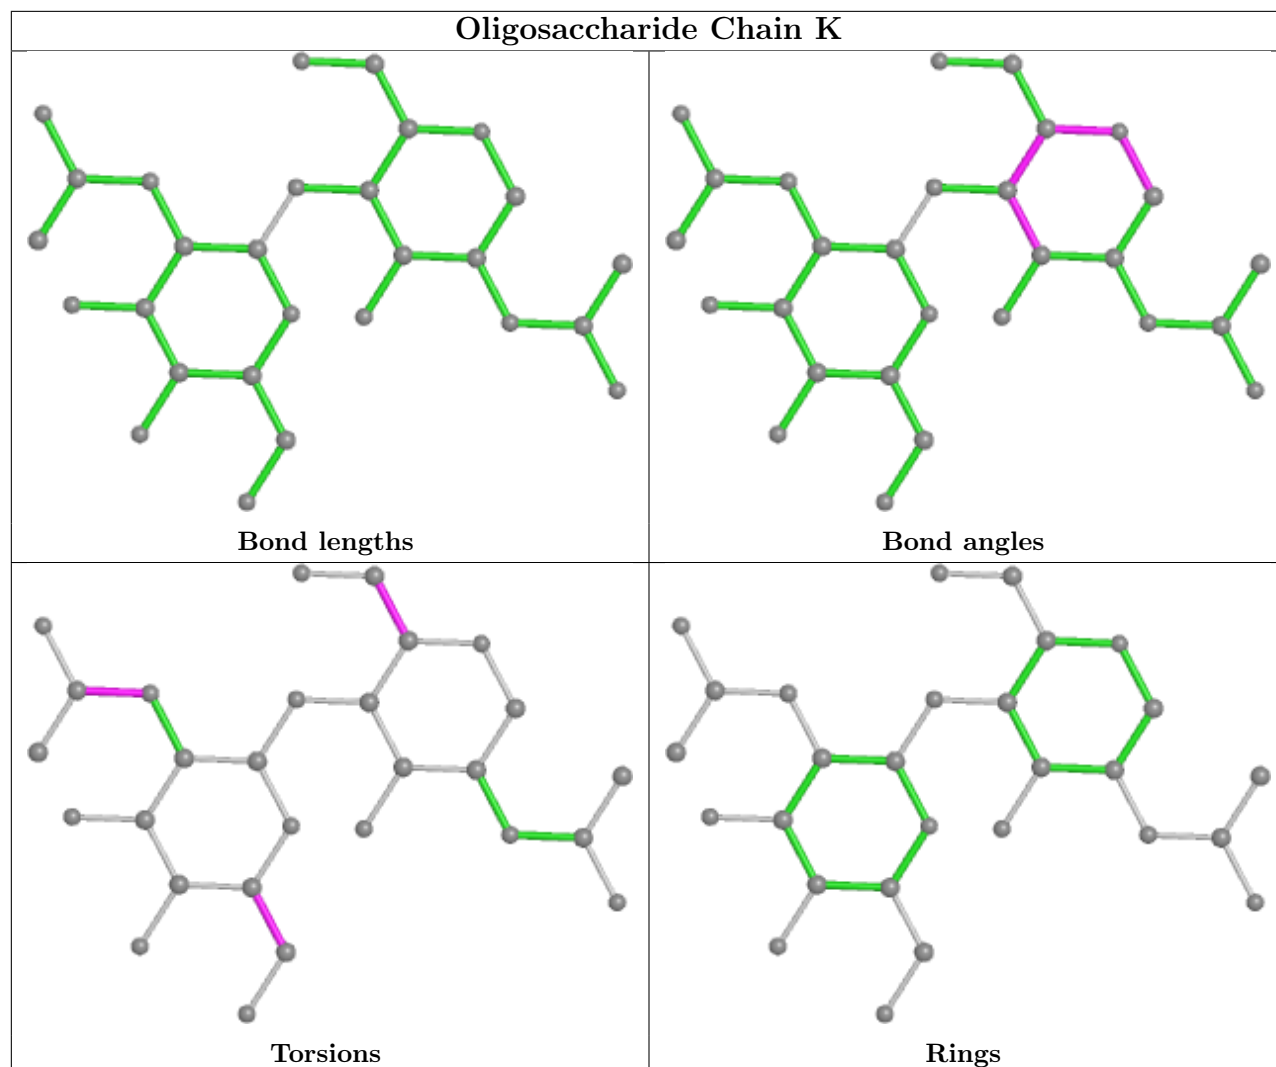 Oligosaccharide Chain K
Bond lengths
Bond angles
Torsions
Rings